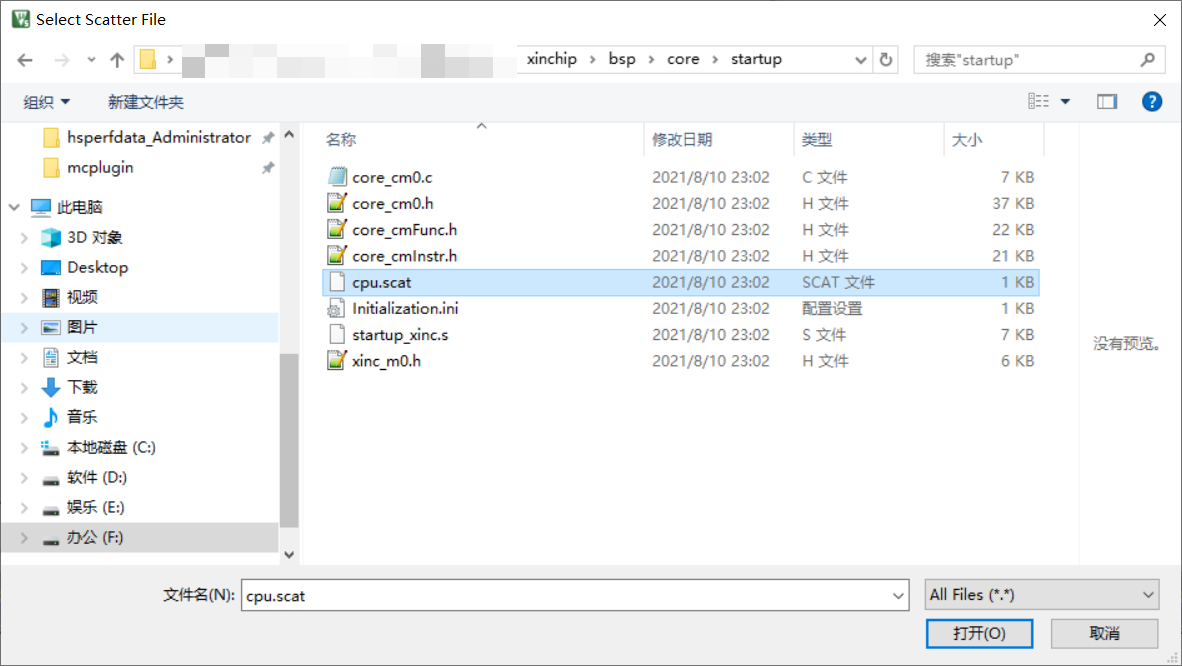 Select Scatter File
xinchip > bsp > core > startup
搜索"startup"
组织 新建文件夹
hsperfdata_Administrator
mcplugin
此电脑
3D 对象
Desktop
视频
图片
文档
下载
音乐
本地磁盘 (C:)
软件 (D:)
娱乐 (E:)
办公 (F:)
名称 修改日期 类型 大小
core_cm0.c 2021/8/10 23:02 C 文件 7 KB
core_cm0.h 2021/8/10 23:02 H 文件 37 KB
core_cmFunc.h 2021/8/10 23:02 H 文件 22 KB
core_cmInstr.h 2021/8/10 23:02 H 文件 21 KB
cpu.scat 2021/8/10 23:02 SCAT 文件 1 KB
Initialization.ini 2021/8/10 23:02 配置设置 1 KB
startup_xinc.s 2021/8/10 23:02 S 文件 7 KB
xinc_m0.h 2021/8/10 23:02 H 文件 6 KB
没有预览。
文件名(N): cpu.scat All Files (*.*)
打开(O) 取消